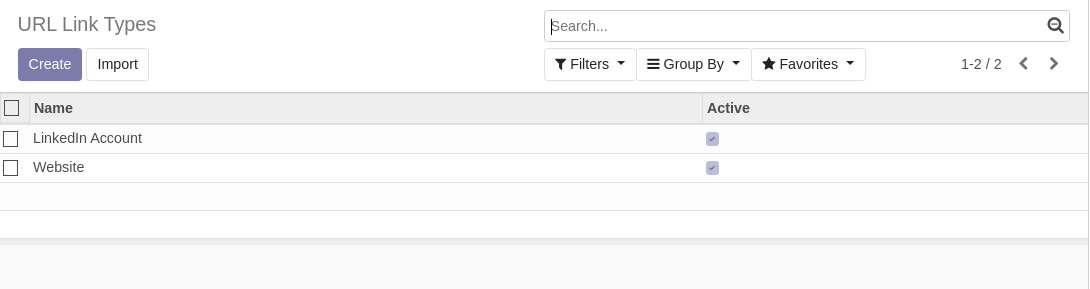 URL Link Types
Search...
Create Import
Filters Group By Favorites 1-2 / 2
Name Active
LinkedIn Account
Website